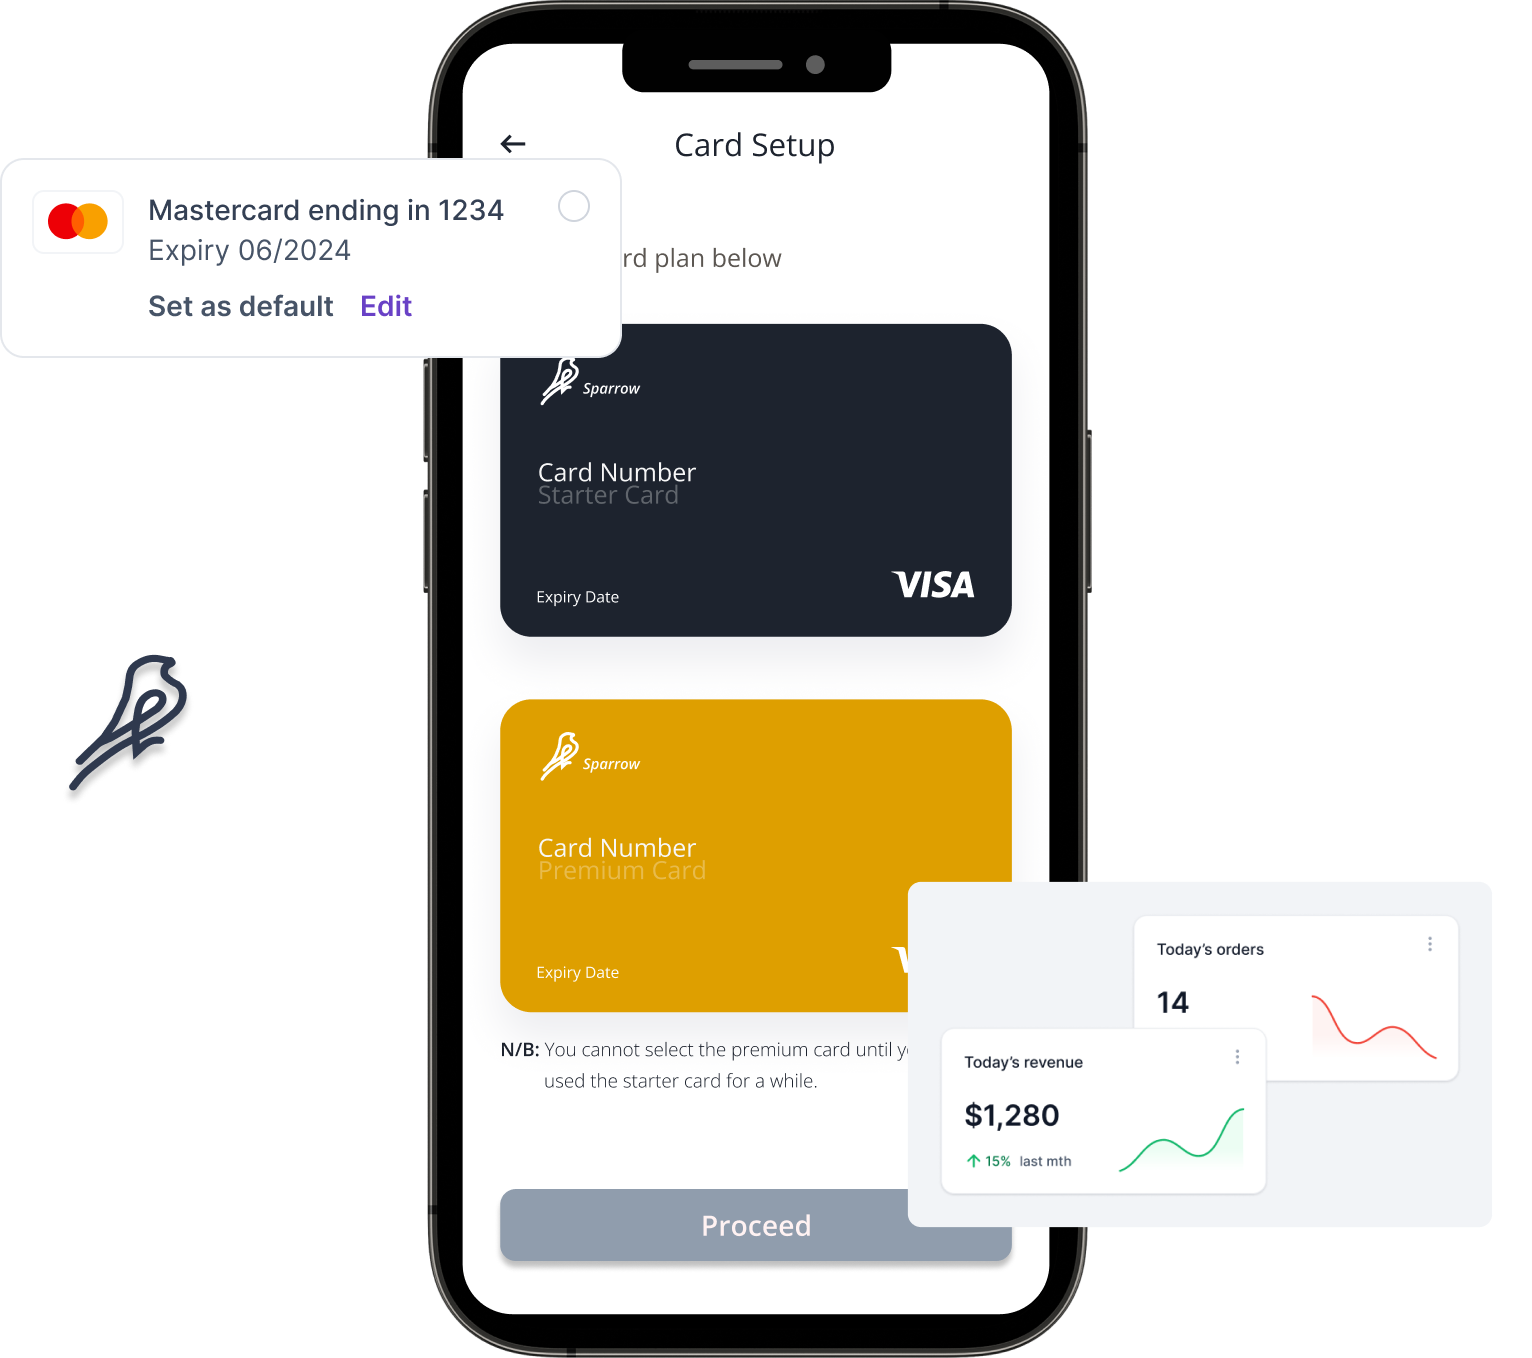 Card Setup
Mastercard ending in 1234
Expiry 06/2024
Set as default Edit
plan below
Sparrow
Card Number
Starter Card
Expiry Date
VISA
Sparrow
Card Number
Premium Card
Expiry Date
N/B: You cannot select the premium card until
used the starter card for a while.
Proceed
Today’s orders
14
Today’s revenue
$1,280
15% last mth